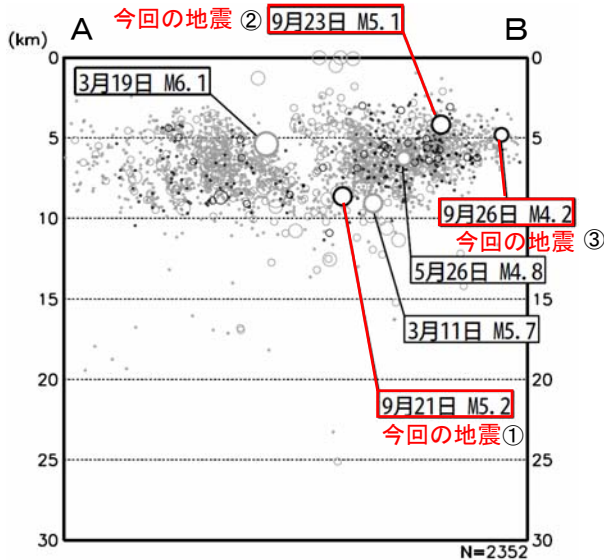 今回の地震 ② 9月23日 M5.1
(km) A B
0 0
3月19日 M6.1
5 5
9月26日 M4.2
今回の地震 ③
10 10
5月26日 M4.8
15 15
3月11日 M5.7
20 20
9月21日 M5.2
今回の地震 ①
25 25
30 30
N=2352